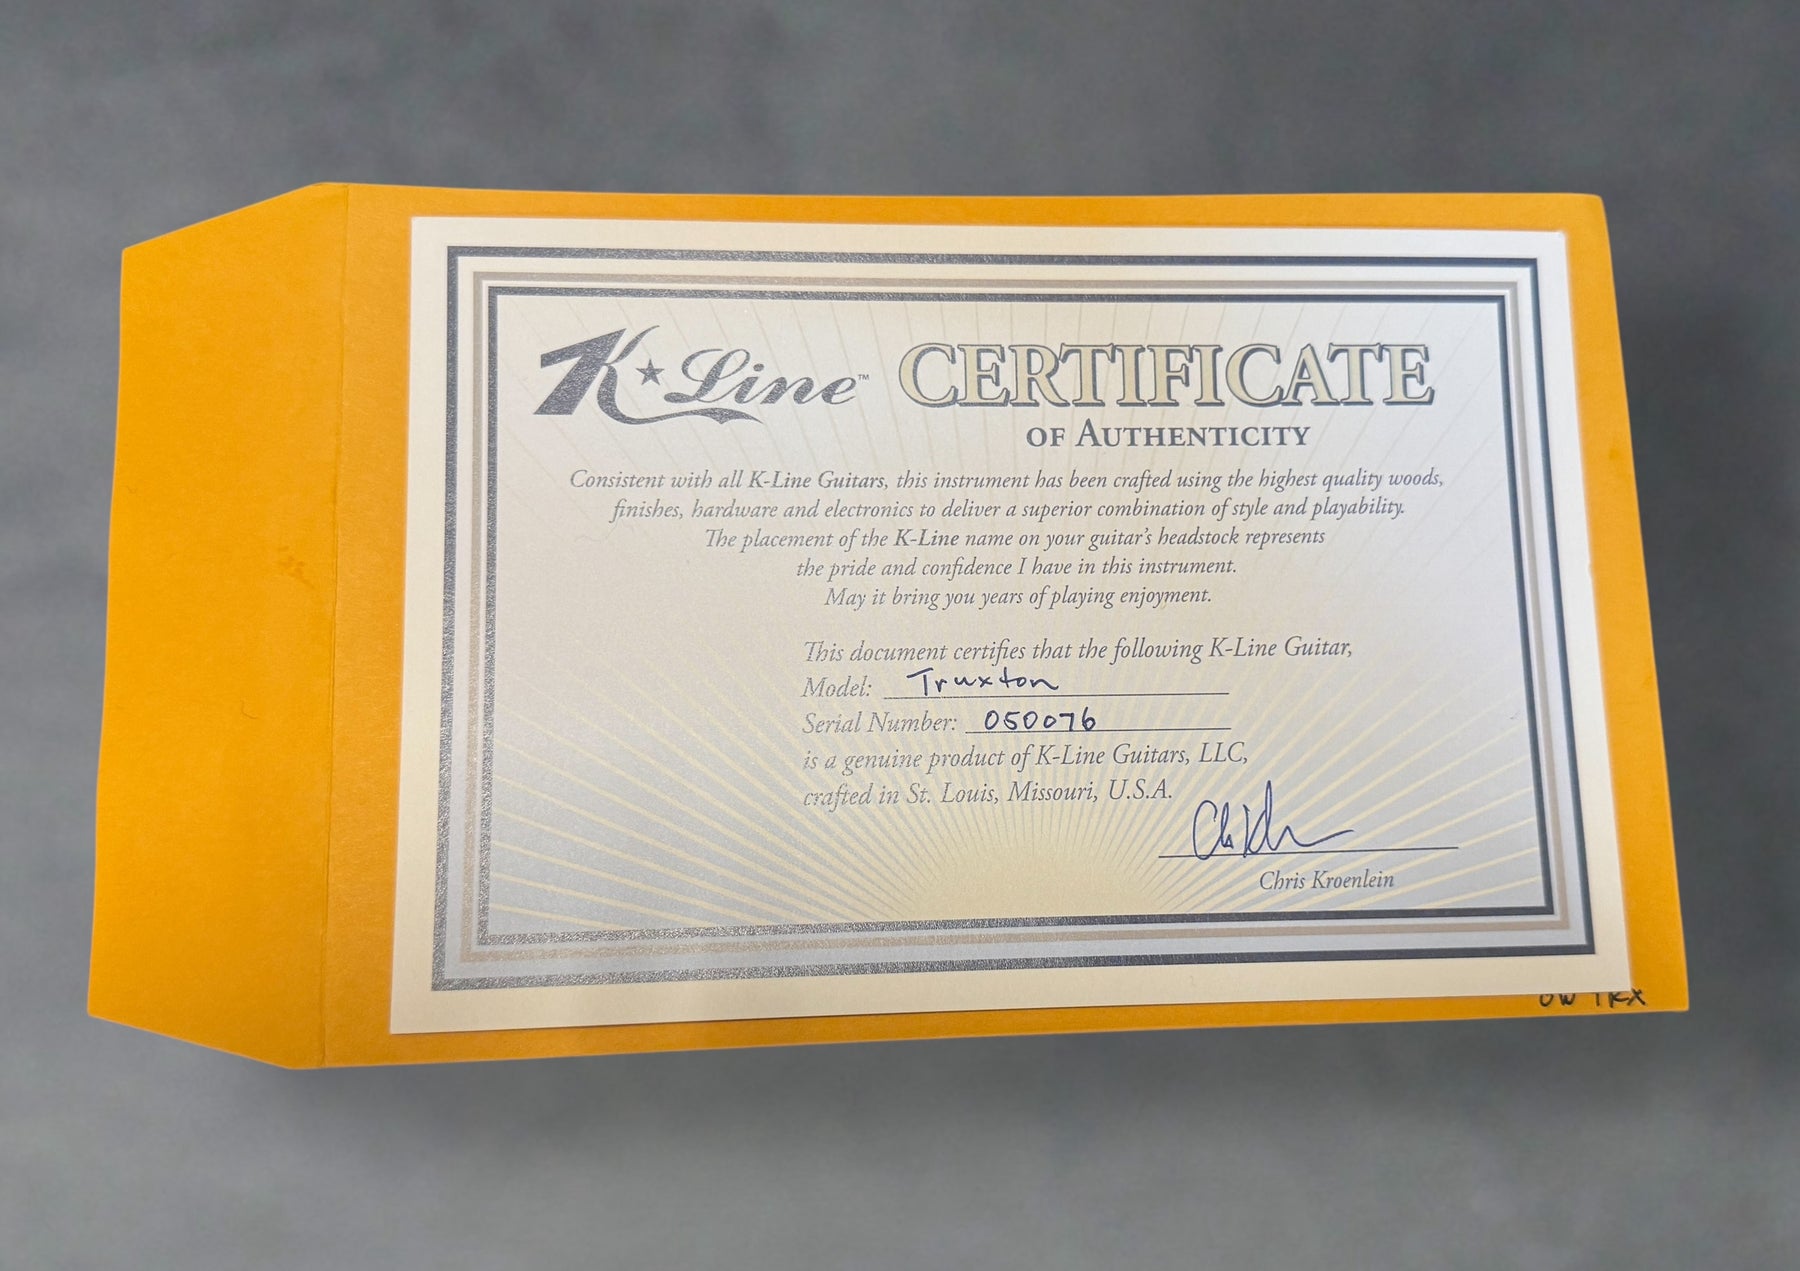 K★Line™
CERTIFICATE
OF AUTHENTICITY
Consistent with all K-Line Guitars, this instrument has been crafted using the highest quality woods,
finishes, hardware and electronics to deliver a superior combination of style and playability.
The placement of the K-Line name on your guitar's headstock represents
the pride and confidence I have in this instrument.
May it bring you years of playing enjoyment.
This document certifies that the following K-Line Guitar,
Model: Truxton
Serial Number: 050076
is a genuine product of K-Line Guitars, LLC,
crafted in St. Louis, Missouri, U.S.A.
Chris Kroenlein